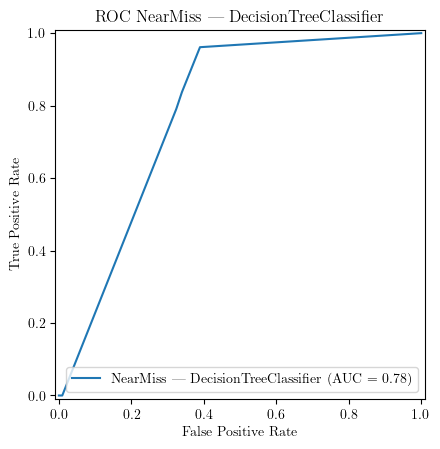 ROC NearMiss — DecisionTreeClassifier
1.0
0.8
0.6
0.4
0.2
0.0
True Positive Rate
NearMiss — DecisionTreeClassifier (AUC = 0.78)
0.0 0.2 0.4 0.6 0.8 1.0
False Positive Rate